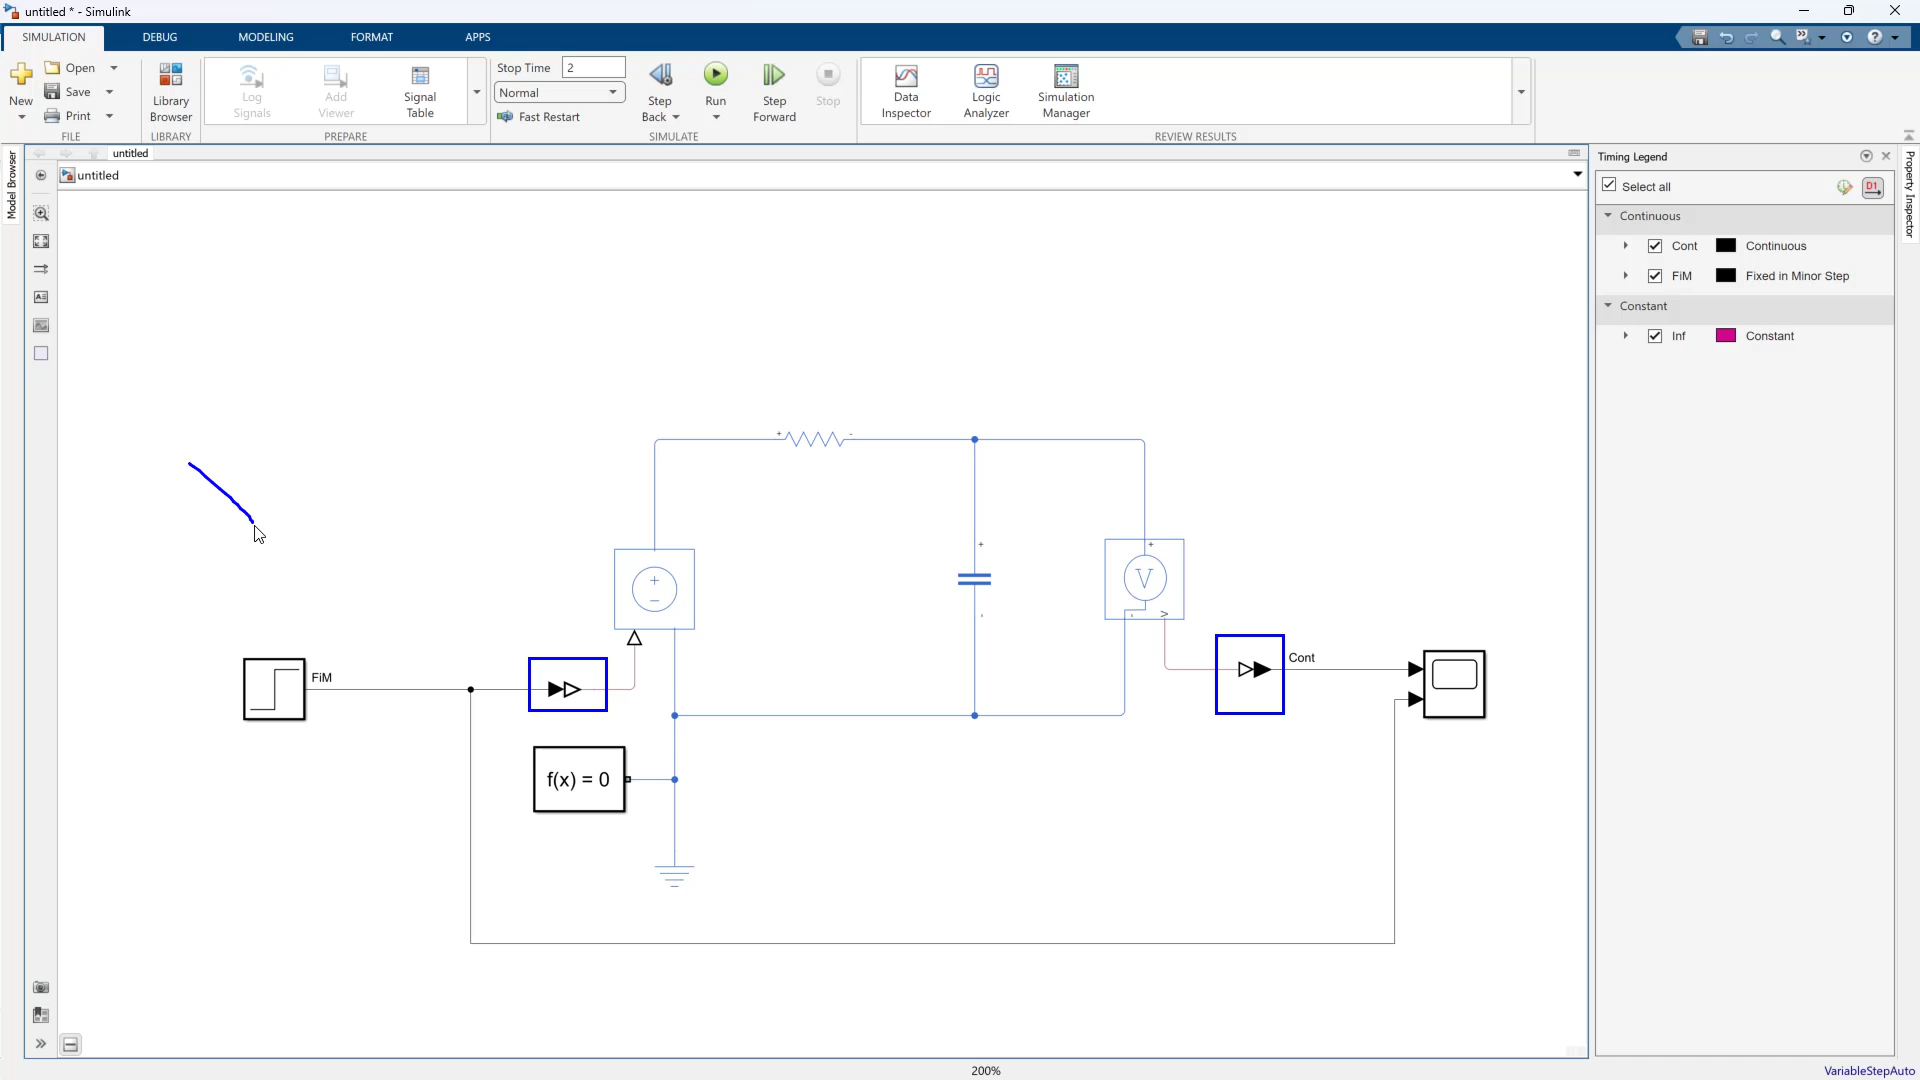 untitled * - Simulink
SIMULATION DEBUG MODELING FORMAT APPS
New
Open
Save
Print
FILE
Library
Browser
LIBRARY
Log
Signals
Add
Viewer
Signal
Table
PREPARE
Stop Time 2
Normal
Fast Restart
Step
Back
Run
Step
Forward
Stop
SIMULATE
Data
Inspector
Logic
Analyzer
Simulation
Manager
REVIEW RESULTS
Model Browser
untitled
untitled
Timing Legend
Property Inspector
Select all
D1
Continuous
Cont Continuous
FiM Fixed in Minor Step
Constant
Inf Constant
+ -
+
-
+
V
- V
+
−
FiM
Cont
f(x) = 0
200%
VariableStepAuto